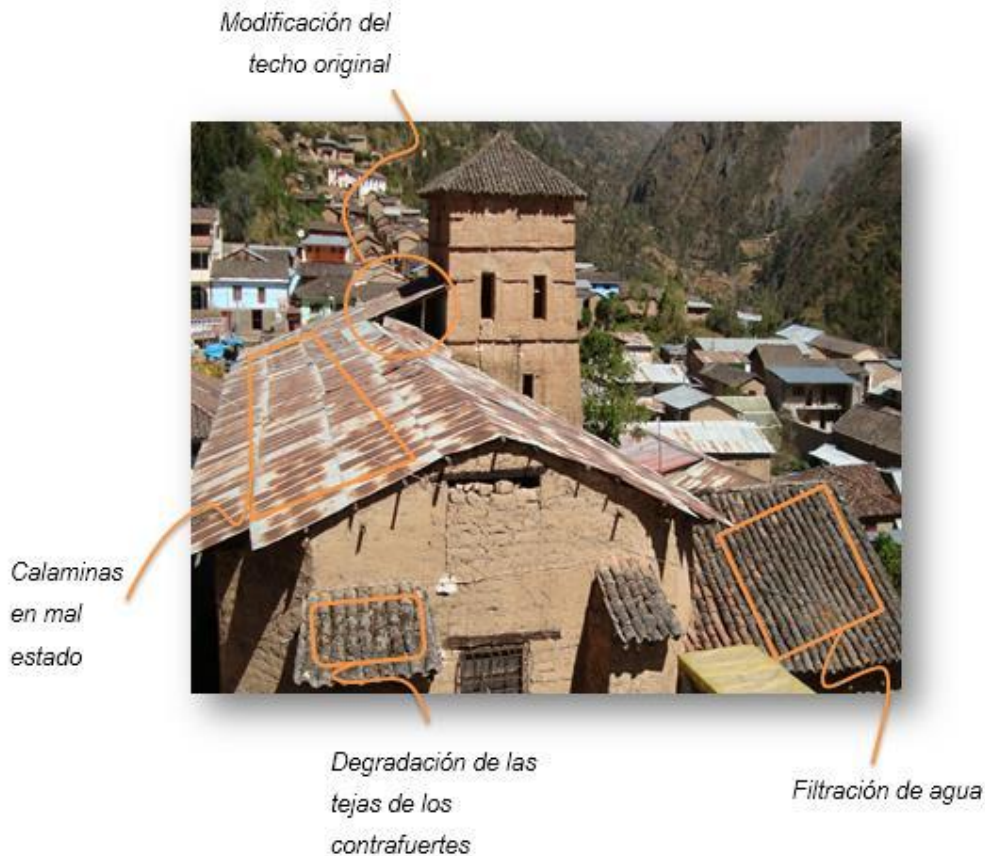 Modificación del
techo original
Calaminas
en mal
estado
Degradación de las
tejas de los
contrafuertes
Filtración de agua